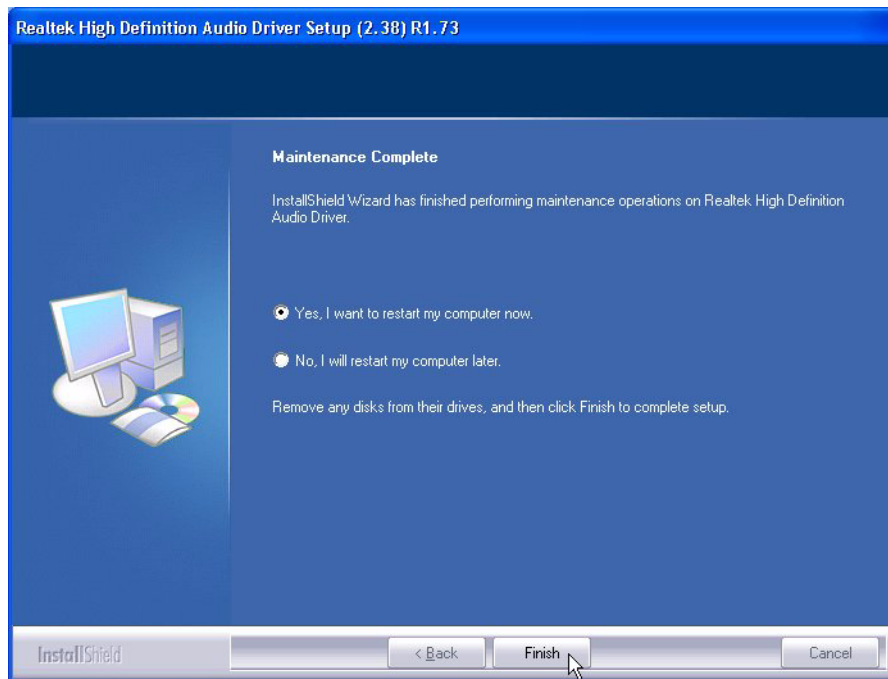 Realtek High Definition Audio Driver Setup (2.38) R1.73
Maintenance Complete
InstallShield Wizard has finished performing maintenance operations on Realtek High Definition
Audio Driver.
Yes, I want to restart my computer now.
No, I will restart my computer later.
Remove any disks from their drives, and then click Finish to complete setup.
InstallShield
< Back
Finish
Cancel